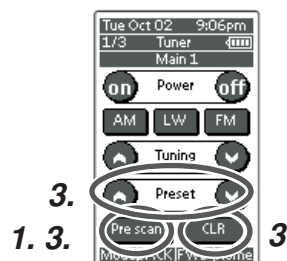 Tue Oct 02 9:06pm
1/3 Tuner
Main 1
on Power off
AM LW FM
Tuning
3. Preset
1. 3. Pre scan CLR 3